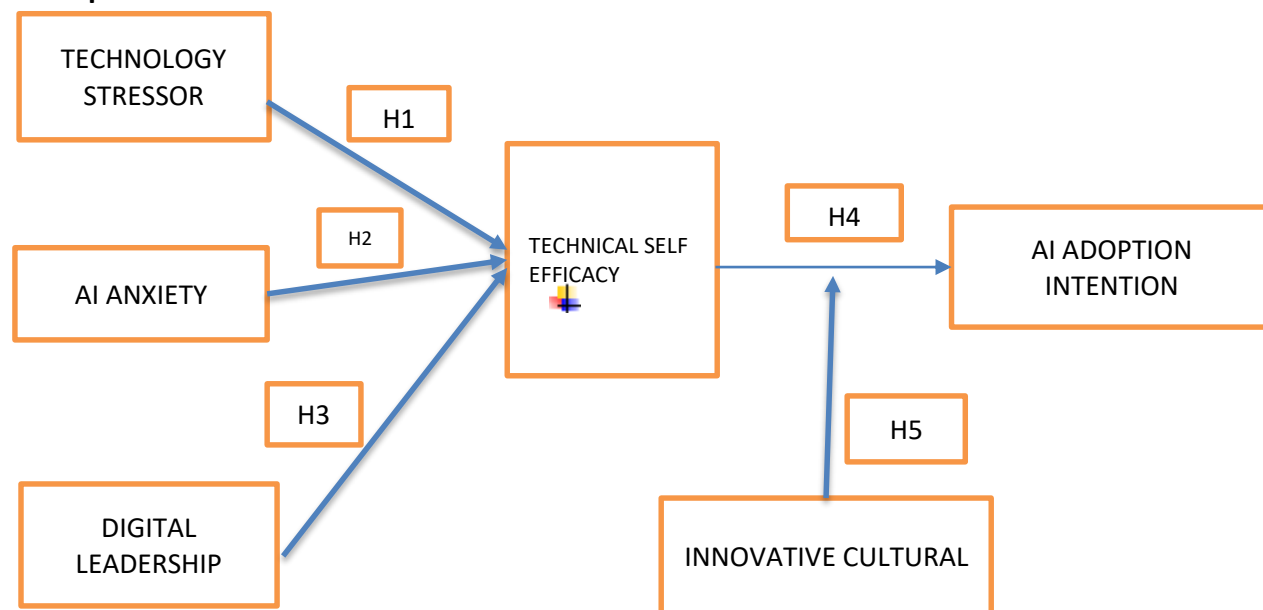 TECHNOLOGY
STRESSOR
H1
H2
AI ANXIETY
H3
DIGITAL
LEADERSHIP
TECHNICAL SELF
EFFICACY
H4
AI ADOPTION
INTENTION
H5
INNOVATIVE CULTURAL